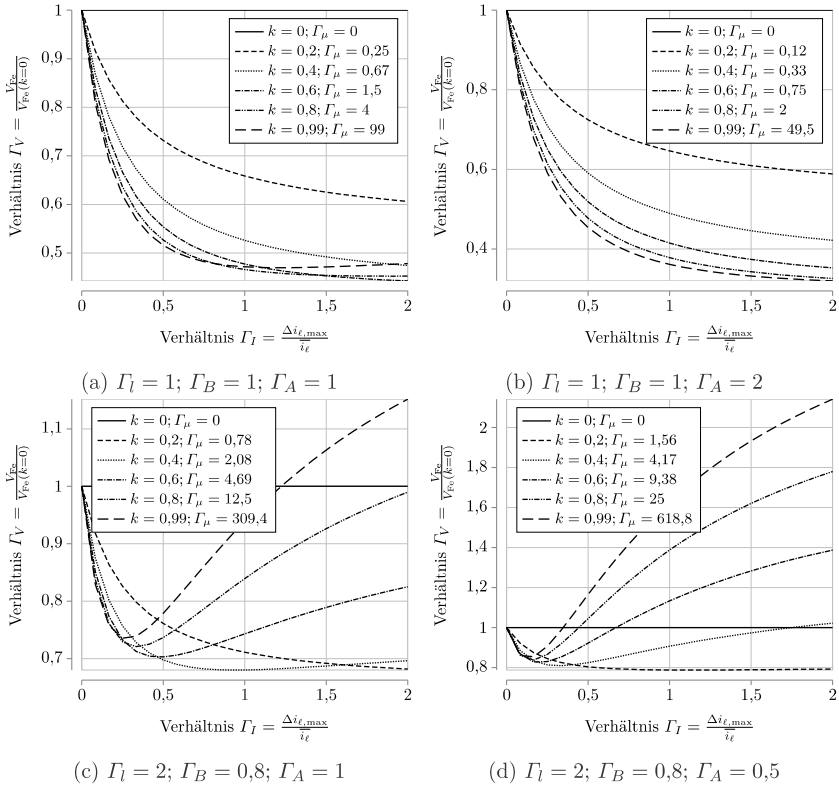 1
0,9
0,8
0,7
0,6
0,5
0 0,5 1 1,5 2
Verhältnis Γ_V = V_Fe / V_Fe(k=0)
k = 0; Γ_μ = 0
k = 0,2; Γ_μ = 0,25
k = 0,4; Γ_μ = 0,67
k = 0,6; Γ_μ = 1,5
k = 0,8; Γ_μ = 4
k = 0,99; Γ_μ = 99
Verhältnis Γ_I = Δi_ℓ,max / i_ℓ
(a) Γ_l = 1; Γ_B = 1; Γ_A = 1
1
0,8
0,6
0,4
0 0,5 1 1,5 2
Verhältnis Γ_V = V_Fe / V_Fe(k=0)
k = 0; Γ_μ = 0
k = 0,2; Γ_μ = 0,12
k = 0,4; Γ_μ = 0,33
k = 0,6; Γ_μ = 0,75
k = 0,8; Γ_μ = 2
k = 0,99; Γ_μ = 49,5
Verhältnis Γ_I = Δi_ℓ,max / i_ℓ
(b) Γ_l = 1; Γ_B = 1; Γ_A = 2
1,1
1
0,9
0,8
0,7
0 0,5 1 1,5 2
Verhältnis Γ_V = V_Fe / V_Fe(k=0)
k = 0; Γ_μ = 0
k = 0,2; Γ_μ = 0,78
k = 0,4; Γ_μ = 2,08
k = 0,6; Γ_μ = 4,69
k = 0,8; Γ_μ = 12,5
k = 0,99; Γ_μ = 309,4
Verhältnis Γ_I = Δi_ℓ,max / i_ℓ
(c) Γ_l = 2; Γ_B = 0,8; Γ_A = 1
2
1,8
1,6
1,4
1,2
1
0,8
0 0,5 1 1,5 2
Verhältnis Γ_V = V_Fe / V_Fe(k=0)
k = 0; Γ_μ = 0
k = 0,2; Γ_μ = 1,56
k = 0,4; Γ_μ = 4,17
k = 0,6; Γ_μ = 9,38
k = 0,8; Γ_μ = 25
k = 0,99; Γ_μ = 618,8
Verhältnis Γ_I = Δi_ℓ,max / i_ℓ
(d) Γ_l = 2; Γ_B = 0,8; Γ_A = 0,5